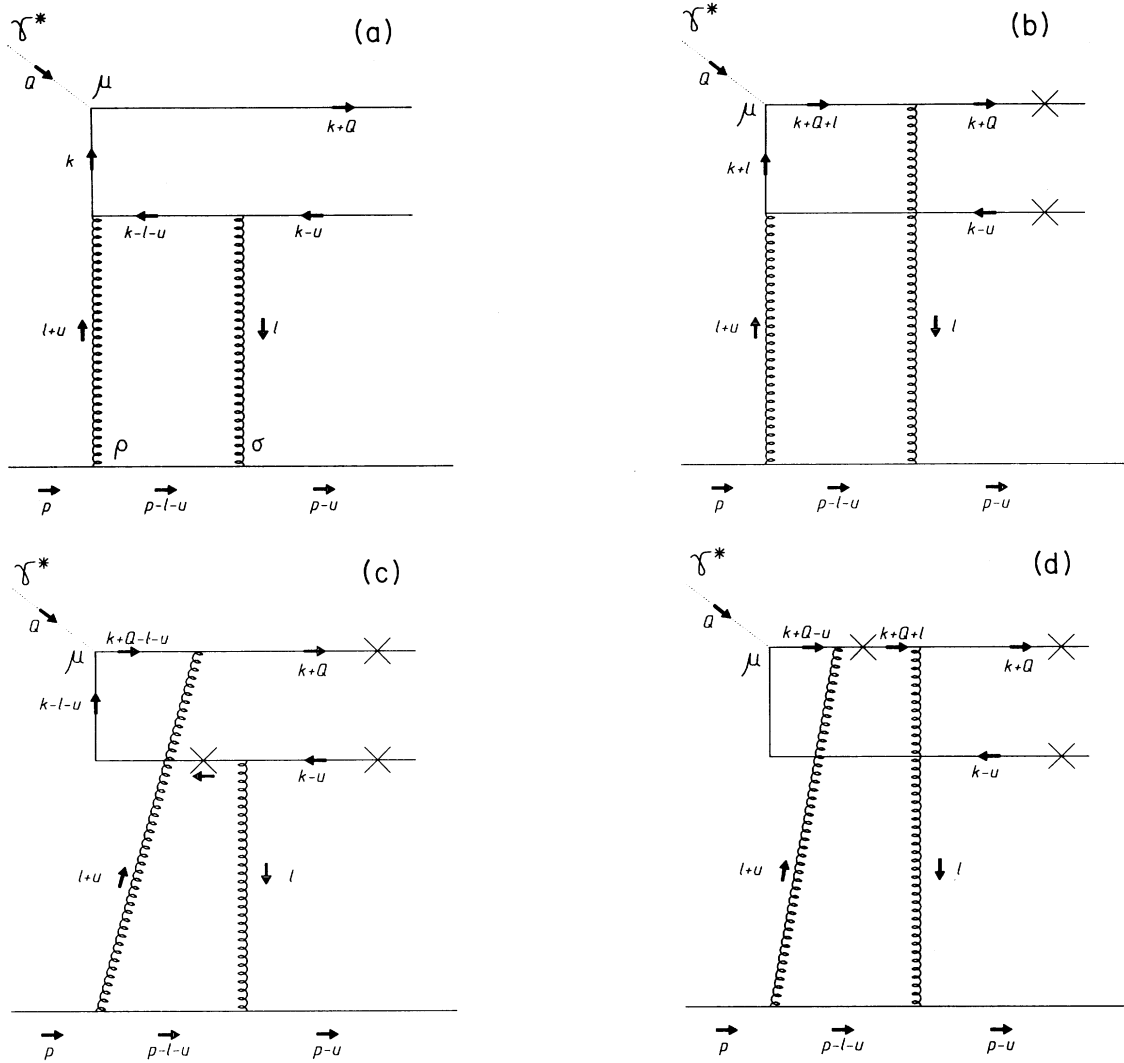 γ* (a)
Q μ
k+Q
k
k-l-u k-u
l+u l
ρ σ
p p-l-u p-u
γ* (b)
Q
μ k+Q+l k+Q
k+l
k-u
l+u l
p p-l-u p-u
γ* (c)
Q k+Q-l-u
μ k+Q
k-l-u
k-u
l+u l
p p-l-u p-u
γ* (d)
Q k+Q-u k+Q+l
μ k+Q
k-u
l+u l
p p-l-u p-u